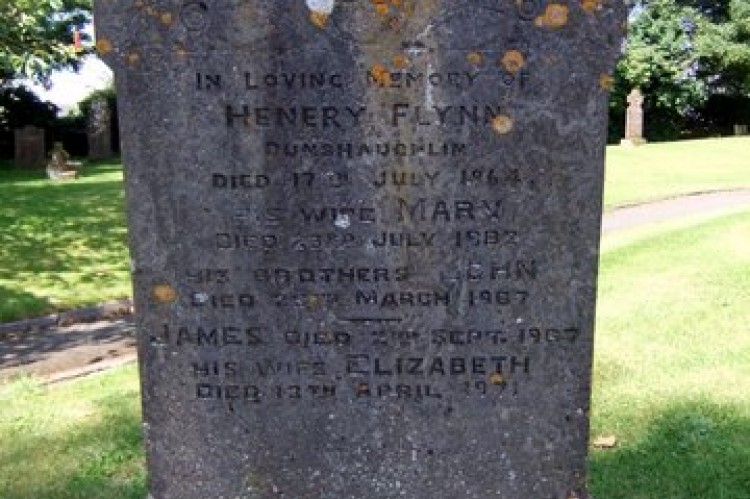 IN LOVING MEMORY OF
HENERY FLYNN
DUNSHAUGHLIN
DIED 17TH JULY 1964
HIS WIFE MARY
DIED 23RD JULY 1982
HIS BROTHERS JOHN
DIED MARCH 1967
JAMES DIED SEPT. 1967
HIS WIFE ELIZABETH
DIED 13TH APRIL 1971